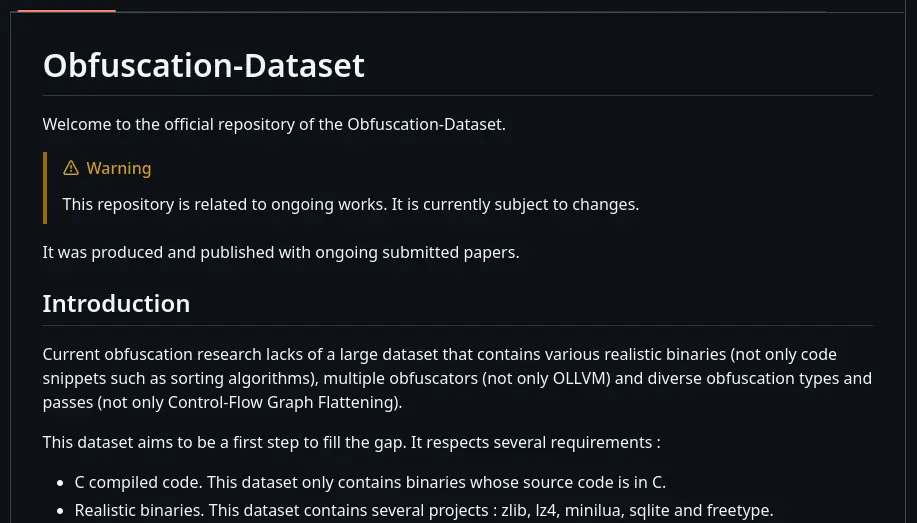 Obfuscation-Dataset
Welcome to the official repository of the Obfuscation-Dataset.
Warning
This repository is related to ongoing works. It is currently subject to changes.
It was produced and published with ongoing submitted papers.
Introduction
Current obfuscation research lacks of a large dataset that contains various realistic binaries (not only code
snippets such as sorting algorithms), multiple obfuscators (not only OLLVM) and diverse obfuscation types and
passes (not only Control-Flow Graph Flattening).
This dataset aims to be a first step to fill the gap. It respects several requirements :
• C compiled code. This dataset only contains binaries whose source code is in C.
• Realistic binaries. This dataset contains several projects : zlib, lz4, minilua, sqlite and freetype.